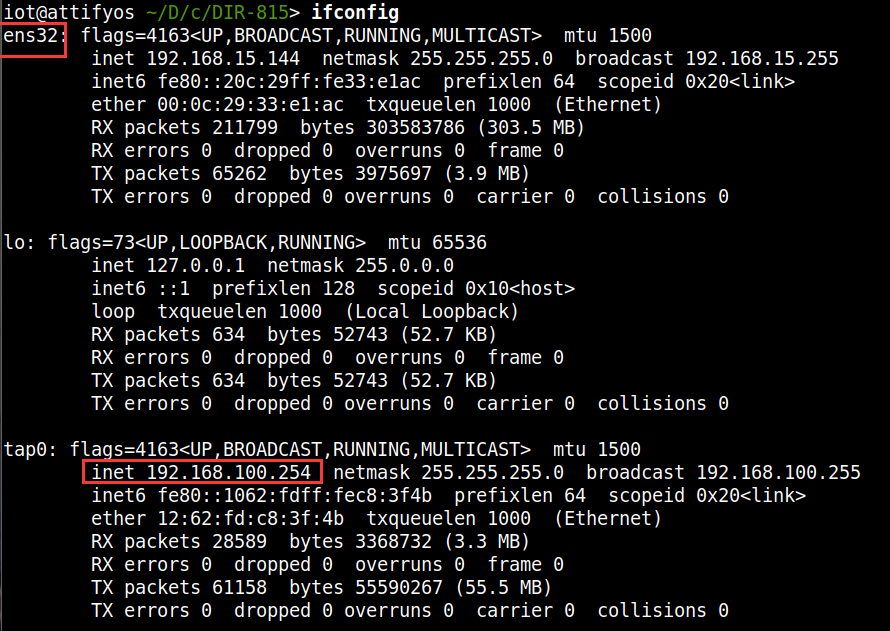 iot@attifyos ~/D/c/DIR-815> ifconfig
ens32: flags=4163<UP,BROADCAST,RUNNING,MULTICAST>  mtu 1500
        inet 192.168.15.144  netmask 255.255.255.0  broadcast 192.168.15.255
        inet6 fe80::20c:29ff:fe33:e1ac  prefixlen 64  scopeid 0x20<link>
        ether 00:0c:29:33:e1:ac  txqueuelen 1000  (Ethernet)
        RX packets 211799  bytes 303583786 (303.5 MB)
        RX errors 0  dropped 0  overruns 0  frame 0
        TX packets 65262  bytes 3975697 (3.9 MB)
        TX errors 0  dropped 0 overruns 0  carrier 0  collisions 0

lo: flags=73<UP,LOOPBACK,RUNNING>  mtu 65536
        inet 127.0.0.1  netmask 255.0.0.0
        inet6 ::1  prefixlen 128  scopeid 0x10<host>
        loop  txqueuelen 1000  (Local Loopback)
        RX packets 634  bytes 52743 (52.7 KB)
        RX errors 0  dropped 0  overruns 0  frame 0
        TX packets 634  bytes 52743 (52.7 KB)
        TX errors 0  dropped 0 overruns 0  carrier 0  collisions 0

tap0: flags=4163<UP,BROADCAST,RUNNING,MULTICAST>  mtu 1500
        inet 192.168.100.254  netmask 255.255.255.0  broadcast 192.168.100.255
        inet6 fe80::1062:fdff:fec8:3f4b  prefixlen 64  scopeid 0x20<link>
        ether 12:62:fd:c8:3f:4b  txqueuelen 1000  (Ethernet)
        RX packets 28589  bytes 3368732 (3.3 MB)
        RX errors 0  dropped 0  overruns 0  frame 0
        TX packets 61158  bytes 55590267 (55.5 MB)
        TX errors 0  dropped 0 overruns 0  carrier 0  collisions 0